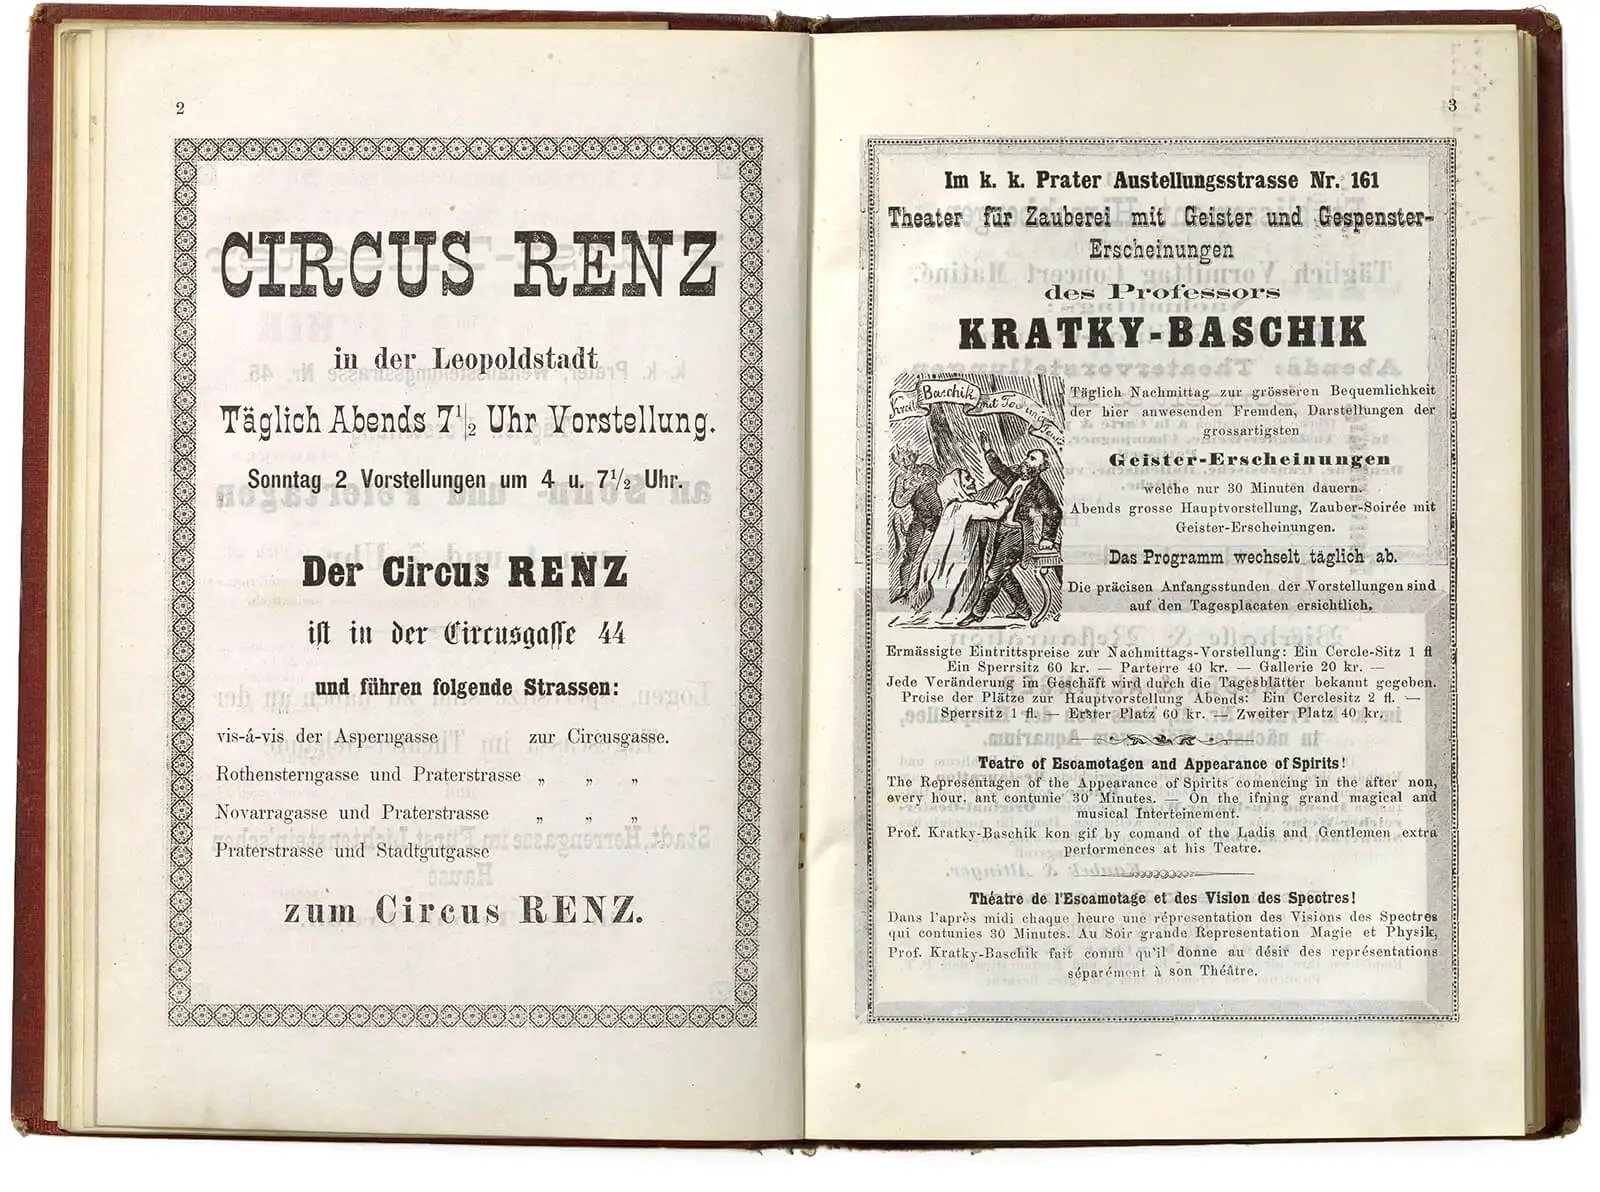 2
CIRCUS RENZ
in der Leopoldstadt
Täglich Abends 7 1/2 Uhr Vorstellung.
Sonntag 2 Vorstellungen um 4 u. 7 1/2 Uhr.
Der Circus RENZ
ist in der Circusgasse 44
und führen folgende Strassen:
vis-á-vis der Asperngasse zur Circusgasse.
Rothensterngasse und Praterstrasse „ „ „
Novarragasse und Praterstrasse „ „ „
Praterstrasse und Stadtgutgasse
zum Circus RENZ.
3
Im k. k. Prater Austellungsstrasse Nr. 161
Theater für Zauberei mit Geister und Gespenster-
Erscheinungen
des Professors
KRATKY-BASCHIK
Baschik
mit
Täglich Nachmittag zur grösseren Bequemlichkeit
der hier anwesenden Fremden, Darstellungen der
grossartigsten
Geister-Erscheinungen
welche nur 30 Minuten dauern.
Abends grosse Hauptvorstellung, Zauber-Soirée mit
Geister-Erscheinungen.
Das Programm wechselt täglich ab.
Die präcisen Anfangsstunden der Vorstellungen sind
auf den Tagesplacaten ersichtlich.
Ermässigte Eintrittspreise zur Nachmittags-Vorstellung: Ein Cercle-Sitz 1 fl
Ein Sperrsitz 60 kr. — Parterre 40 kr. — Gallerie 20 kr. —
Jede Veränderung im Geschäft wird durch die Tagesblätter bekannt gegeben.
Preise der Plätze zur Hauptvorstellung Abends: Ein Cerclesitz 2 fl. —
Sperrsitz 1 fl. — Erster Platz 60 kr. — Zweiter Platz 40 kr.
Teatre of Escamotagen and Appearance of Spirits!
The Representagen of the Appearance of Spirits comencing in the after non,
every hour, ant contunie 30 Minutes. — On the ifning grand magical and
musical Interteinement.
Prof. Kratky-Baschik kon gif by comand of the Ladis and Gentlemen extra
performences at his Teatre.
Théatre de l'Escamotage et des Vision des Spectres!
Dans l'après midi chaque heure une répresentation des Visions des Spectres
qui contunies 30 Minutes. Au Soir grande Representation Magie et Physik,
Prof. Kratky-Baschik fait connu qu'il donne au désir des représentations
séparément à son Théâtre.